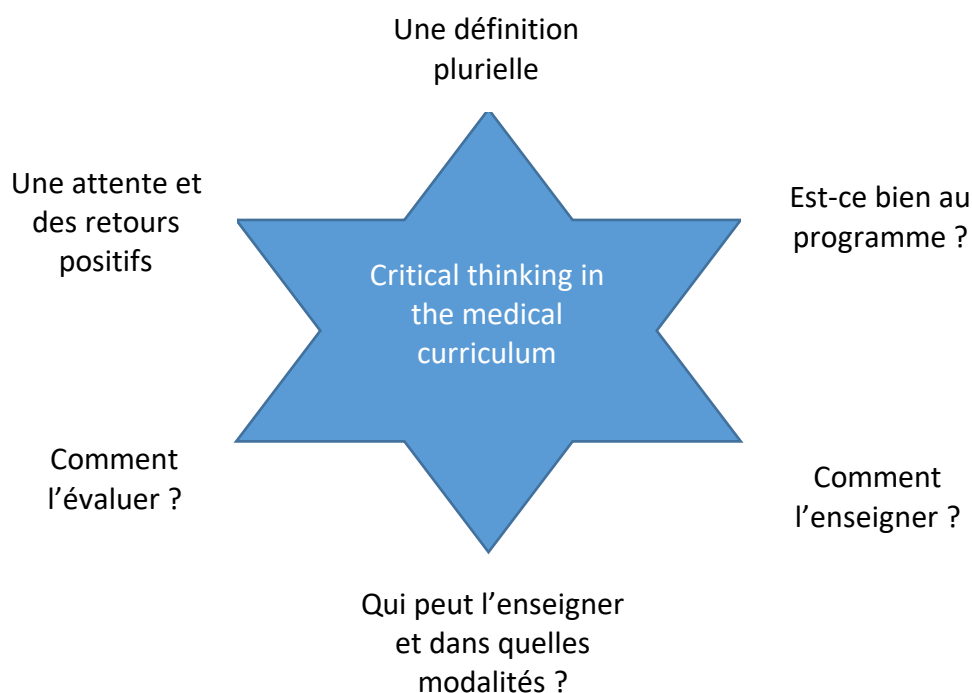 Une définition
plurielle
Une attente et
des retours
positifs
Est-ce bien au
programme ?
Critical thinking in
the medical
curriculum
Comment
l’évaluer ?
Comment
l’enseigner ?
Qui peut l’enseigner
et dans quelles
modalités ?